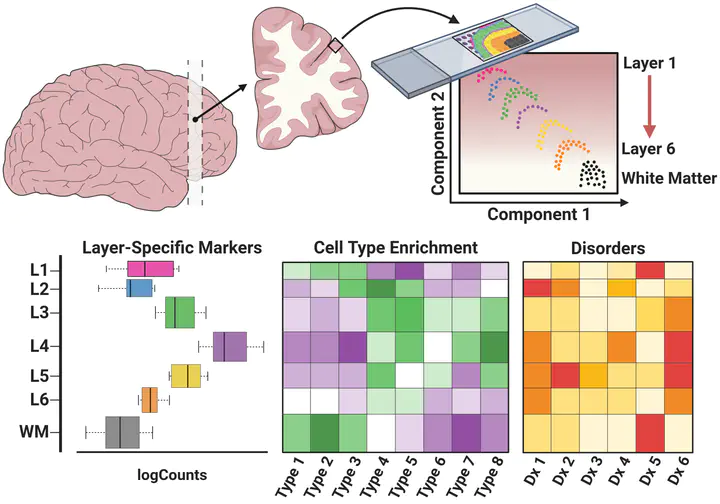 Layer 1
Layer 6
White Matter
Component 2
Component 1
Layer-Specific Markers
L1
L2
L3
L4
L5
L6
WM
logCounts
Cell Type Enrichment
Type 1
Type 2
Type 3
Type 4
Type 5
Type 6
Type 7
Type 8
Disorders
Dx 1
Dx 2
Dx 3
Dx 4
Dx 5
Dx 6